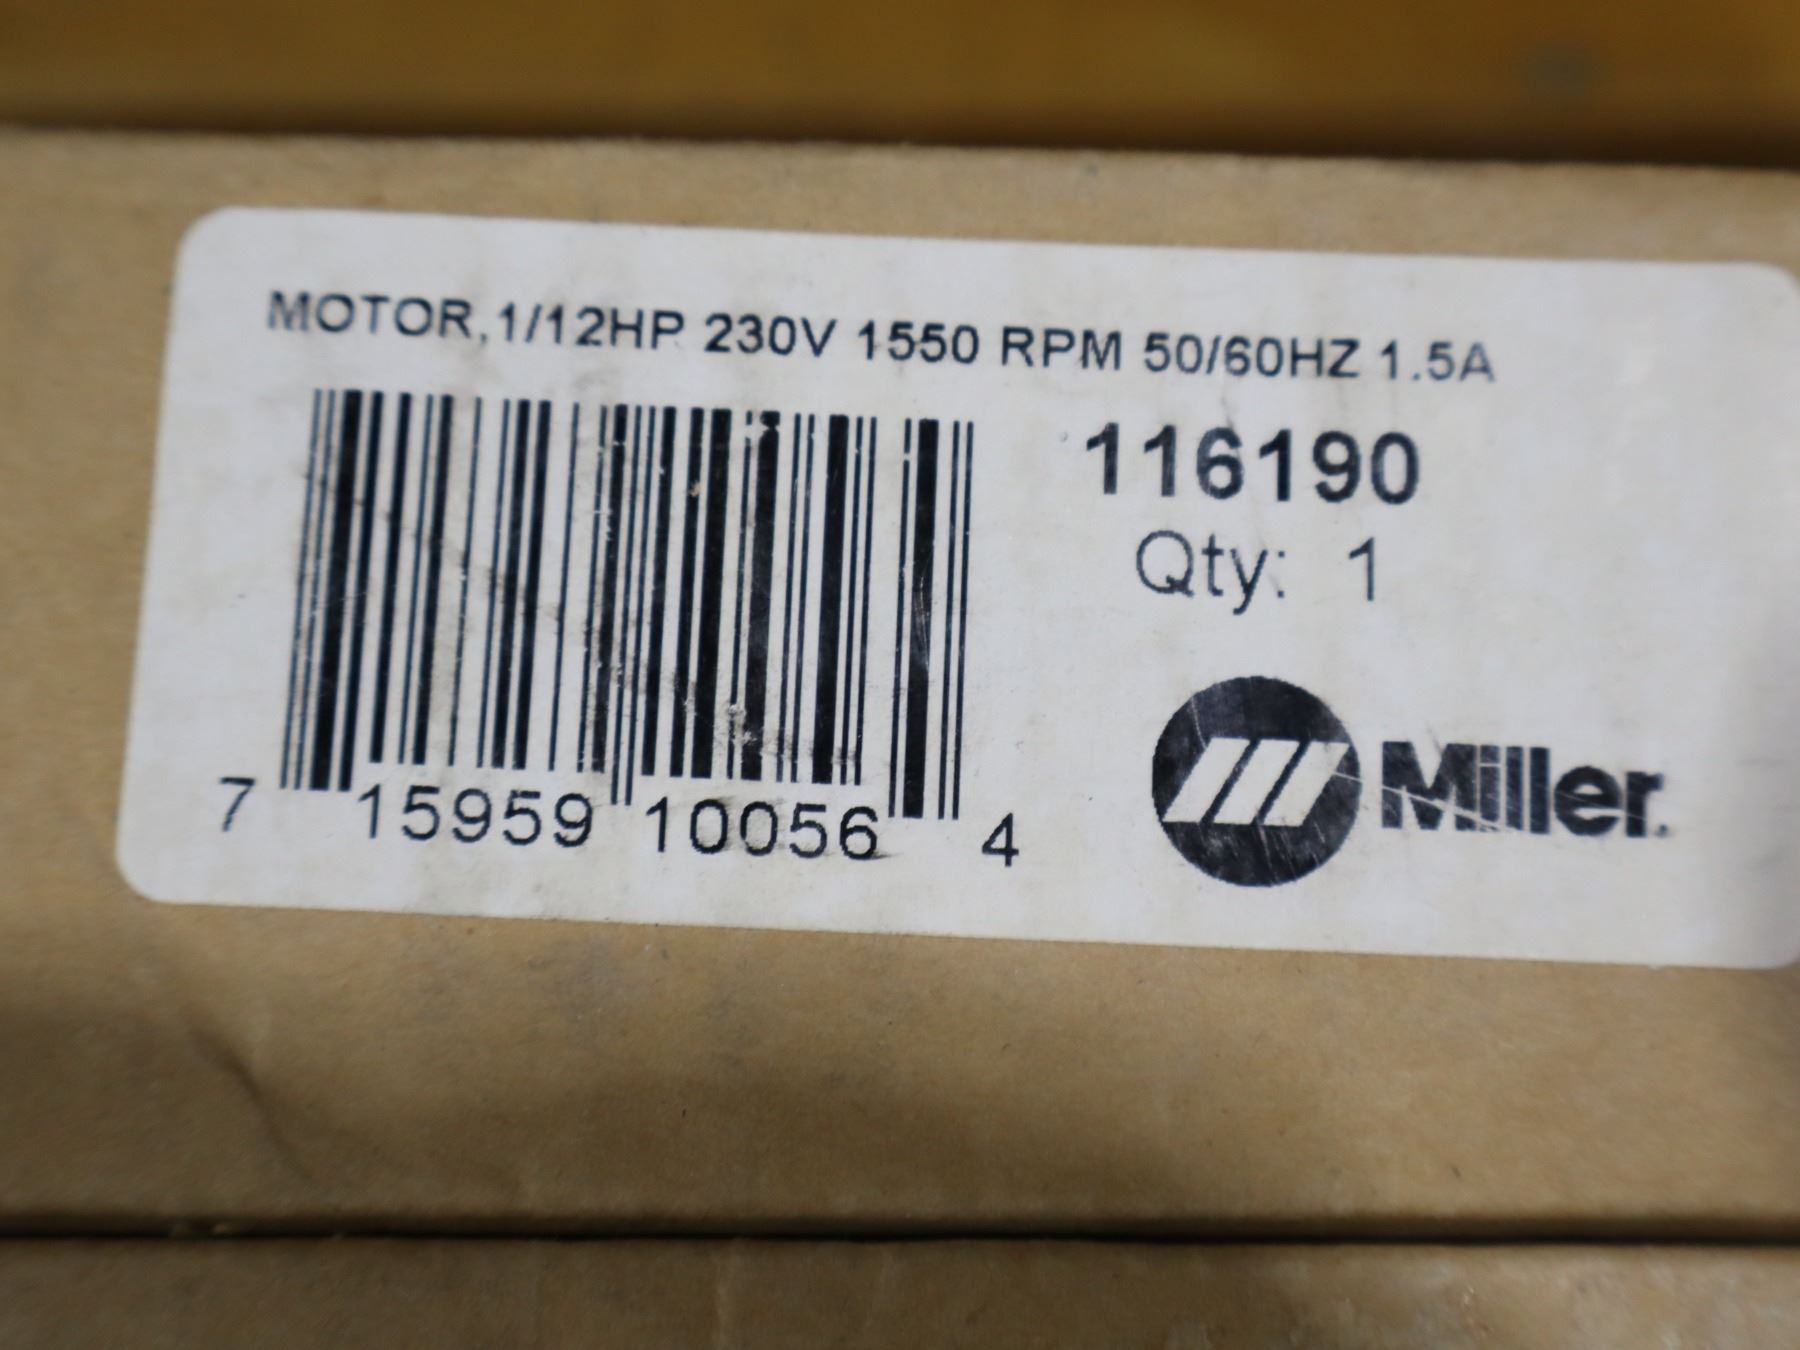 MOTOR,1/12HP 230V 1550 RPM 50/60HZ 1.5A
116190
Qty: 1
7 15959 10056 4
Miller.